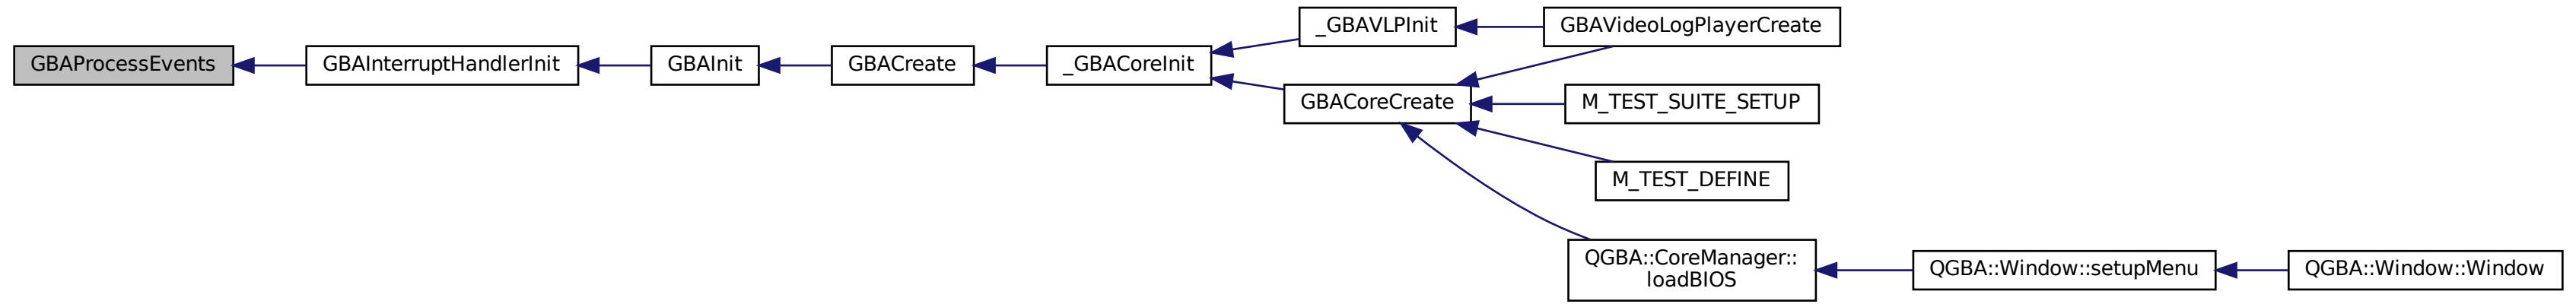 GBAProcessEvents
GBAInterruptHandlerInit
GBAInit
GBACreate
_GBACoreInit
_GBAVLPInit
GBAVideoLogPlayerCreate
GBACoreCreate
M_TEST_SUITE_SETUP
M_TEST_DEFINE
QGBA::CoreManager::
loadBIOS
QGBA::Window::setupMenu
QGBA::Window::Window